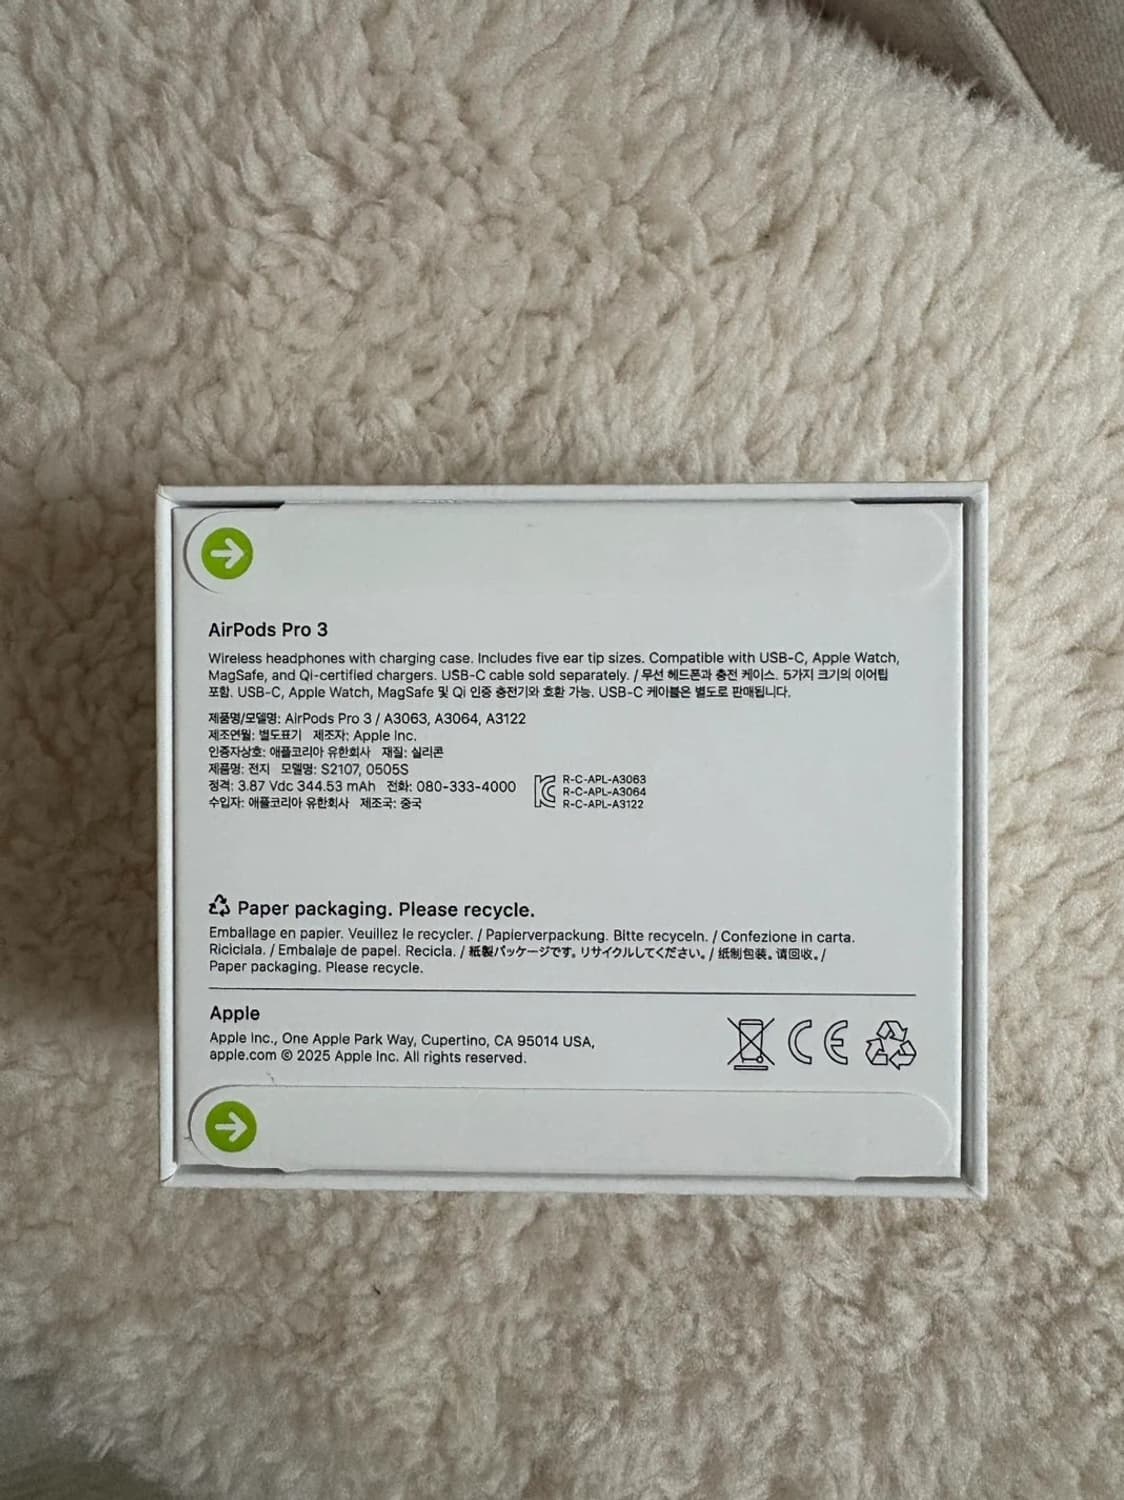 AirPods Pro 3
Wireless headphones with charging case. Includes five ear tip sizes. Compatible with USB-C, Apple Watch,
MagSafe, and Qi-certified chargers. USB-C cable sold separately. / 무선 헤드폰과 충전 케이스. 5가지 크기의 이어팁
포함. USB-C, Apple Watch, MagSafe 및 Qi 인증 충전기와 호환 가능. USB-C 케이블은 별도로 판매됩니다.
제품명/모델명: AirPods Pro 3 / A3063, A3064, A3122
제조연월: 별도표기 제조자: Apple Inc.
인증자상호: 애플코리아 유한회사 재질: 실리콘
제품명: 전지 모델명: S2107, 0505S
정격: 3.87 Vdc 344.53 mAh 전화: 080-333-4000
수입자: 애플코리아 유한회사 제조국: 중국
R-C-APL-A3063
R-C-APL-A3064
R-C-APL-A3122
Paper packaging. Please recycle.
Emballage en papier. Veuillez le recycler. / Papierverpackung. Bitte recyceln. / Confezione in carta.
Riciclala. / Embalaje de papel. Recicla. / 紙製パッケージです。リサイクルしてください。/ 纸制包装。请回收。/
Paper packaging. Please recycle.
Apple
Apple Inc., One Apple Park Way, Cupertino, CA 95014 USA,
apple.com © 2025 Apple Inc. All rights reserved.
CE